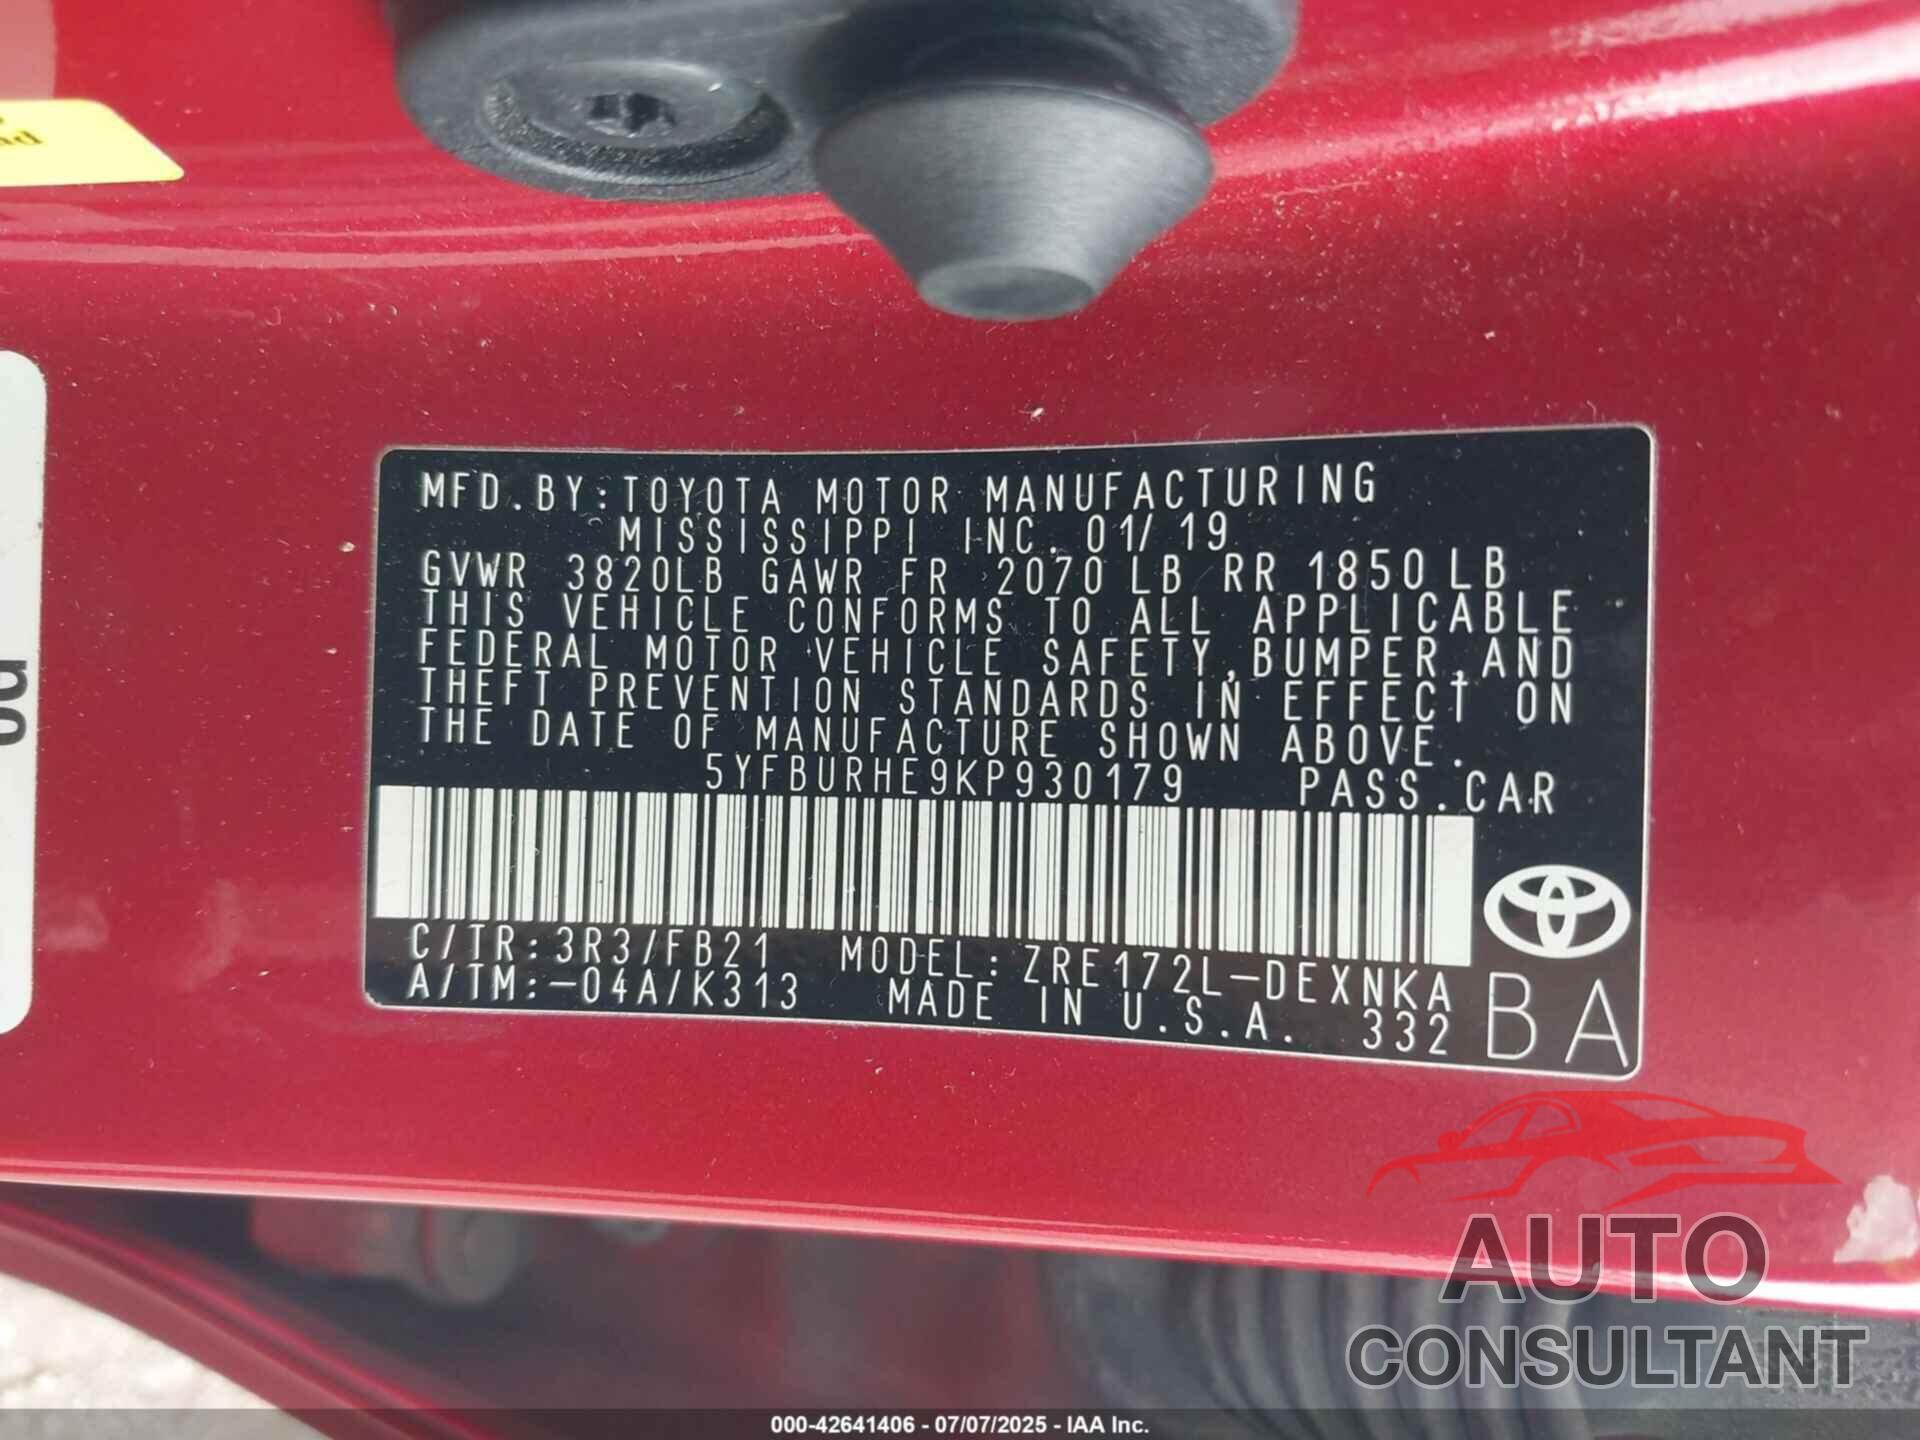 MFD.BY:TOYOTA MOTOR MANUFACTURING
MISSISSIPPI INC. 01/19
GVWR 3820LB GAWR FR 2070 LB RR 1850LB
THIS VEHICLE CONFORMS TO ALL APPLICABLE
FEDERAL MOTOR VEHICLE SAFETY,BUMPER,AND
THEFT PREVENTION STANDARDS IN EFFECT ON
THE DATE OF MANUFACTURE SHOWN ABOVE.
5YFBURHE9KP930179 PASS.CAR
C/TR:3R3/FB21 MODEL:ZRE172L-DEXNKA
A/TM:-04A/K313 MADE IN U.S.A. 332
BA
AUTO
CONSULTANT
000-42641406 - 07/07/2025 - IAA Inc.